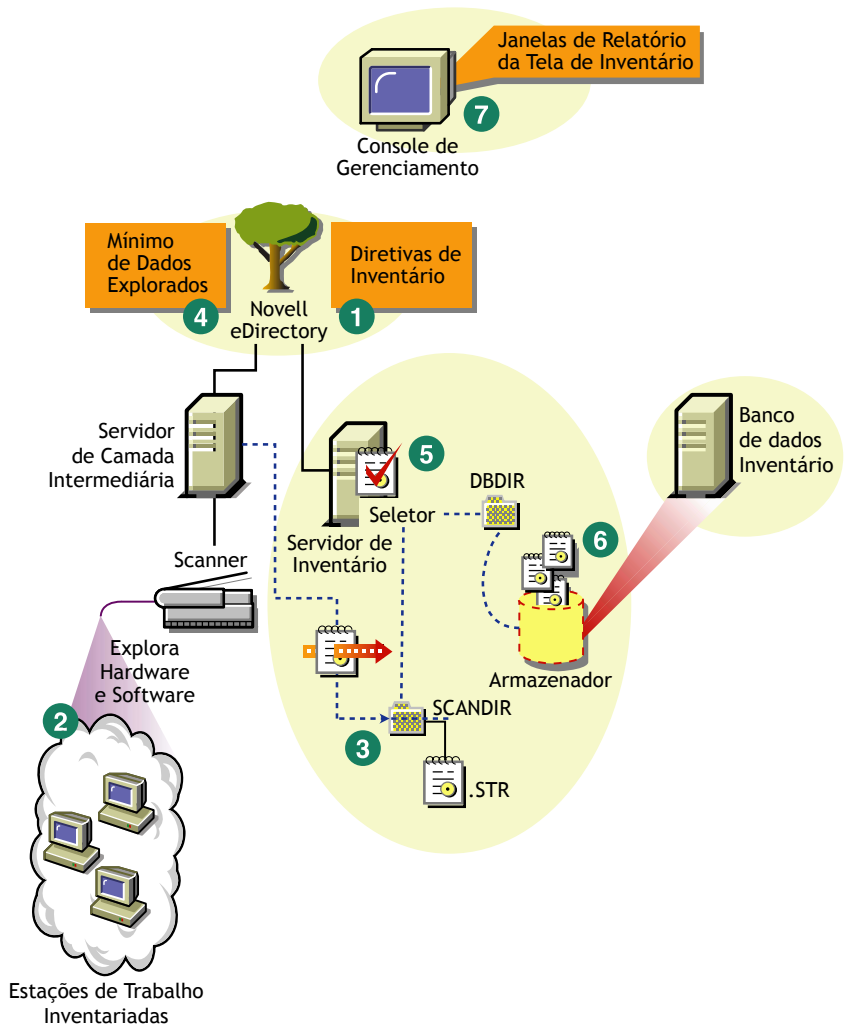 Janelas de Relatório
da Tela de Inventário
7
Console de
Gerenciamento
Mínimo
de Dados
Explorados
4
Novell
eDirectory
Diretivas de
Inventário
1
Servidor
de Camada
Intermediária
5
Seletor
Servidor de
Inventário
DBDIR
Banco
de dados
Inventário
6
Armazenador
Scanner
Explora
Hardware
e Software
2
SCANDIR
3
.STR
Estações de Trabalho
Inventariadas